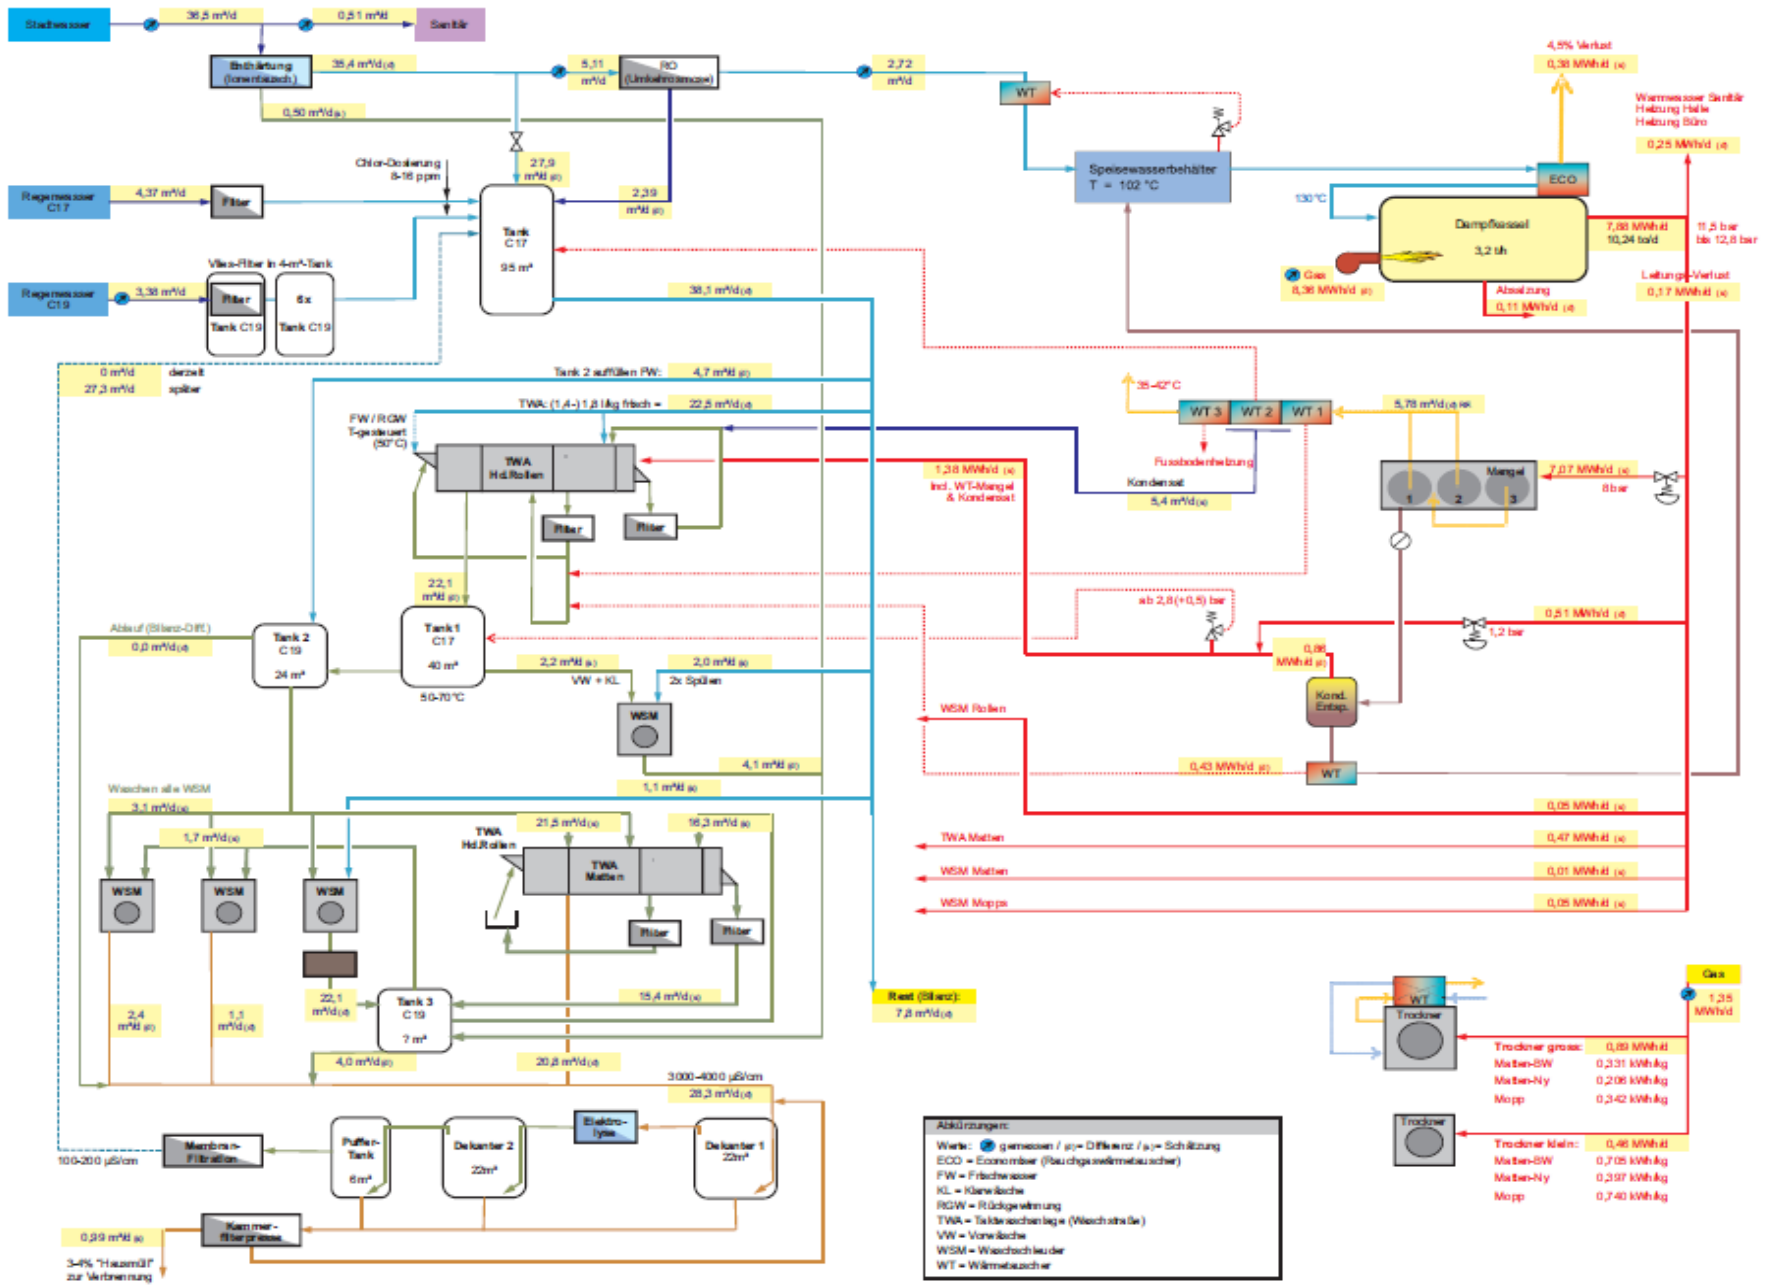 Stadtwasser
36,5 m³/d
0,51 m³/d
Sanitär
Enthärtung
(Ionentausch)
35,4 m³/d (d)
5,11
m³/d
RO
(Umkehrosmose)
2,72
m³/d
0,50 m³/d
WT
4,5% Verlust
0,38 MWh/d (s)
Warmwasser Sanitär
Heizung Halle
Heizung Büro
0,25 MWh/d (d)
Chlor-Dosierung
8-16 ppm
27,9
m³/d (d)
2,39
m³/d (d)
Speisewasserbehälter
T = 102 °C
ECO
130°C
Regenwasser
C17
4,37 m³/d
Filter
Tank
C17
95 m³
Dampfkessel
3,2 t/h
7,88 MWh/d
10,24 to/d
11,5 bar
bis 12,8 bar
Gas
8,36 MWh/d (d)
Absalzung
0,11 MWh/d (d)
Leitungs-Verlust
0,17 MWh/d (s)
Vlies-Filter in 4-m³-Tank
Regenwasser
C19
3,38 m³/d
Filter
Tank C19
6x
Tank C19
38,1 m³/d (d)
0 m³/d derzeit
27,3 m³/d später
Tank 2 auffüllen FW: 4,7 m³/d (d)
TWA: (1,4-) 1,8 l/kg frisch = 22,5 m³/d (d)
FW / RGW
T-gesteuert
(50°C)
TWA
Hd.Rollen
Filter
Filter
35-42°C
WT 3
WT 2
WT 1
5,78 m³/d
Fussbodenheizung
Kondensat
5,4 m³/d (s)
1,38 MWh/d (s)
Incl. WT-Mangel
& Kondensat
Mangel
1
2
3
7,07 MWh/d (s)
8 bar
22,1
m³/d (d)
Ablauf (Bilanz-Diff.)
0,0 m³/d (d)
Tank 2
C19
24 m³
Tank 1
C17
40 m³
50-70°C
2,2 m³/d (s)
VW + KL
2,0 m³/d (s)
2x Spülen
WSM
4,1 m³/d (d)
ab 2,8 (+0,5) bar
0,51 MWh/d (d)
1,2 bar
0,86
MWh/d (d)
Kond.
Entsp.
WT
0,43 MWh/d (d)
WSM Rollen
0,05 MWh/d (s)
TWA Matten
0,47 MWh/d (s)
WSM Matten
0,01 MWh/d (s)
WSM Mopps
0,05 MWh/d (s)
Waschen alle WSM
3,1 m³/d (s)
1,7 m³/d (s)
1,1 m³/d (s)
WSM
WSM
WSM
TWA
Hd.Rollen
21,5 m³/d (s)
16,3 m³/d (s)
TWA
Matten
Filter
Filter
2,4
m³/d (d)
1,1
m³/d (d)
22,1
m³/d (d)
Tank 3
C19
? m³
15,4 m³/d (s)
4,0 m³/d (d)
20,8 m³/d (d)
Rest (Bilanz):
7,8 m³/d (d)
3000-4000 µS/cm
28,3 m³/d (d)
Membran-
Filtration
100-200 µS/cm
Puffer-
Tank
6m³
Dekanter 2
22m³
Elektro-
lyse
Dekanter 1
22m³
Kammer-
filterpresse
0,99 m³/d (s)
3-4% "Hausmüll"
zur Verbrennung
Abkürzungen:
Werte: gemessen / (d)= Differenz / (s)= Schätzung
ECO = Economiser (Rauchgaswärmetauscher)
FW = Frischwasser
KL = Klarwäsche
RGW = Rückgewinnung
TWA = Taktwaschanlage (Waschstraße)
VW = Vorwäsche
WSM = Waschschleuder
WT = Wärmetauscher
Gas
1,35
MWh/d
WT
Trockner
Trockner gross: 0,89 MWh/d
Matten-SW 0,331 kWh/kg
Matten-Ny 0,206 kWh/kg
Mopp 0,342 kWh/kg
Trockner
Trockner klein: 0,46 MWh/d
Matten-SW 0,705 kWh/kg
Matten-Ny 0,397 kWh/kg
Mopp 0,740 kWh/kg